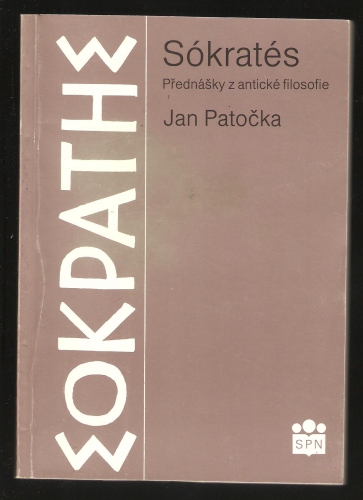 ΣΟΚΡΑΤΗΣ
Sókratés
Přednášky z antické filosofie
Jan Patočka
SPN